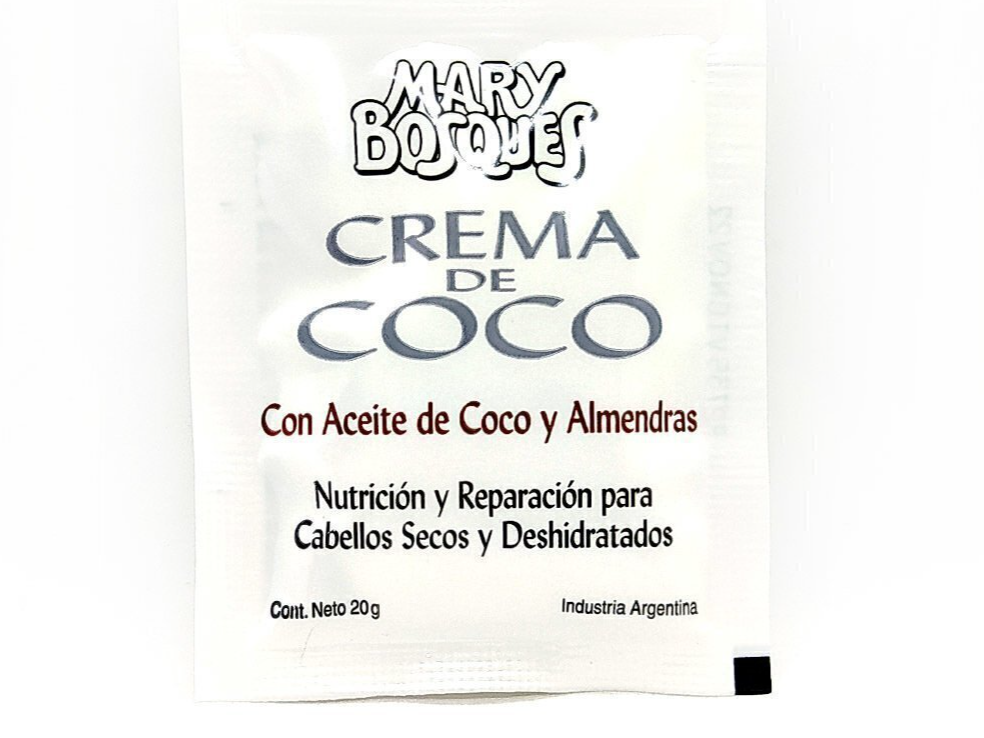 MARY
BOSQUES
CREMA
DE
COCO
Con Aceite de Coco y Almendras
Nutrición y Reparación para
Cabellos Secos y Deshidratados
Cont. Neto 20g
Industria Argentina